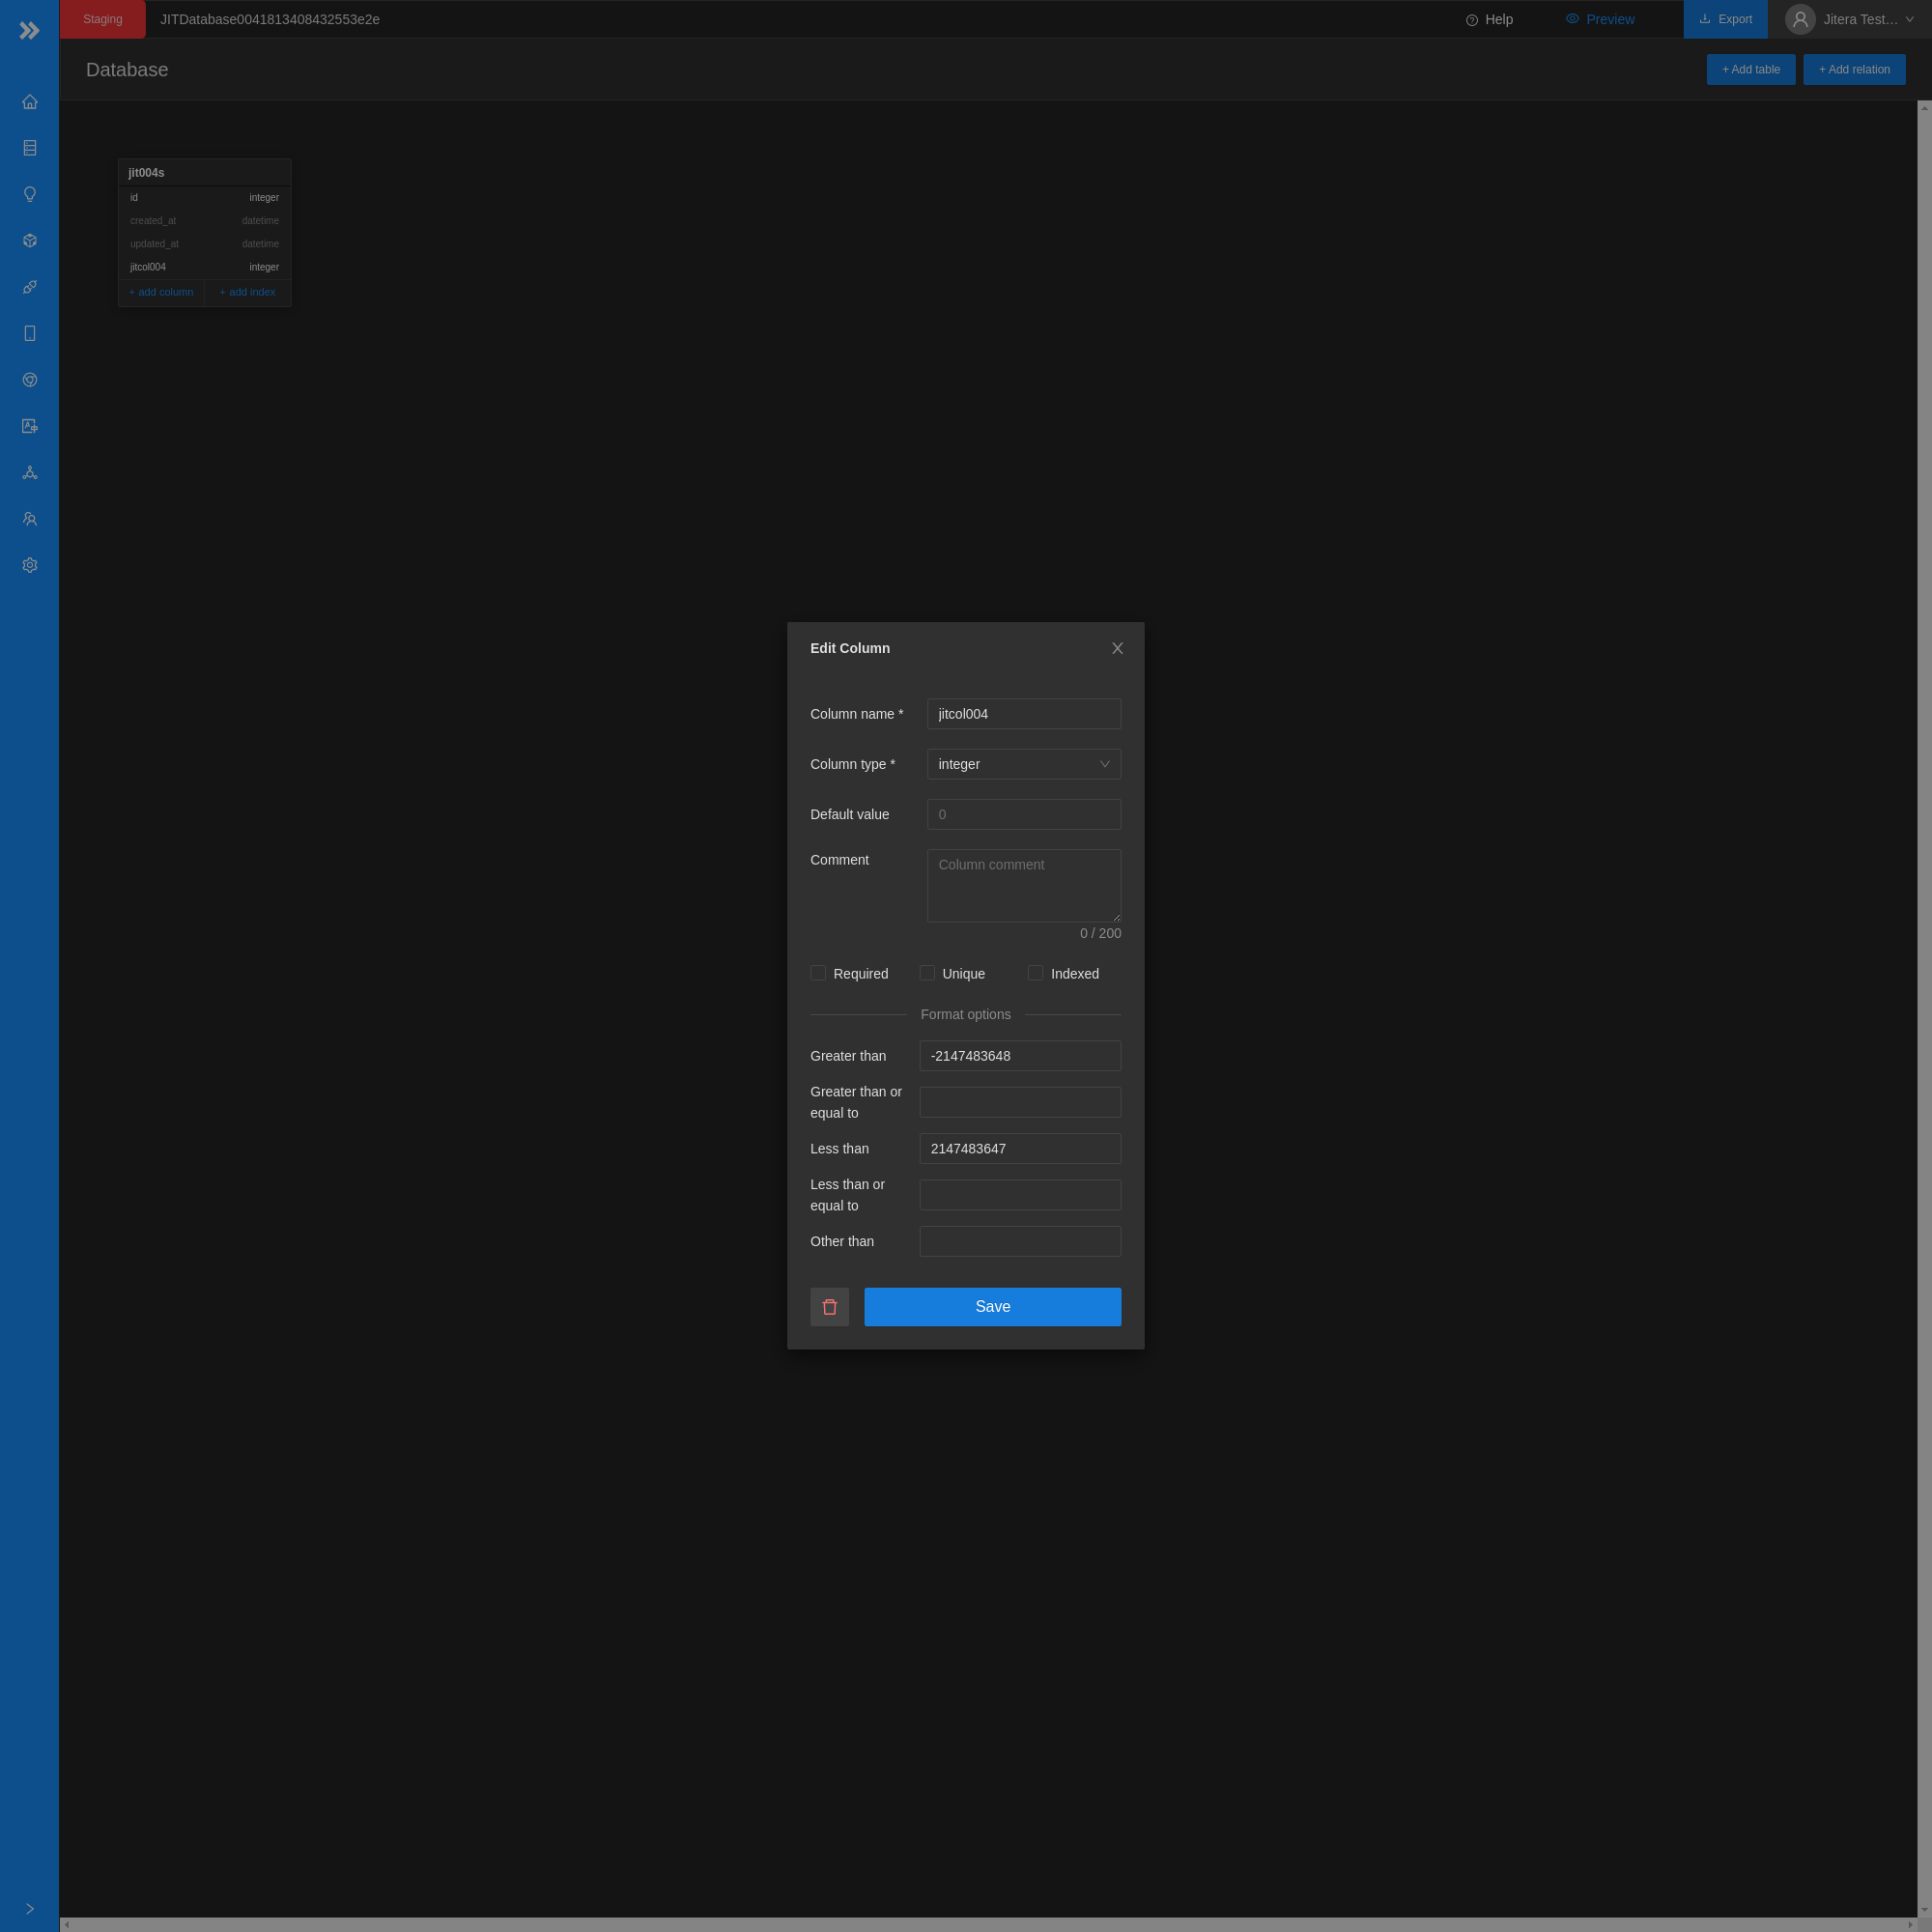 Staging
JITDatabase0041813408432553e2e
Help
Preview
Export
Jitera Test…
Database
+ Add table
+ Add relation
jit004s
id integer
created_at datetime
updated_at datetime
jitcol004 integer
+ add column
+ add index
Edit Column
Column name *
jitcol004
Column type *
integer
Default value
0
Comment
Column comment
0 / 200
Required
Unique
Indexed
Format options
Greater than
-2147483648
Greater than or
equal to
Less than
2147483647
Less than or
equal to
Other than
Save